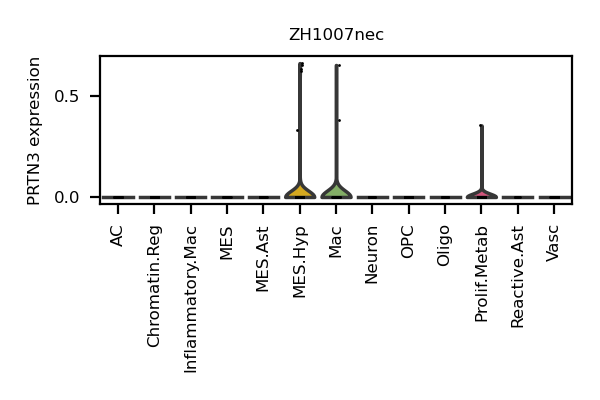 ZH1007nec
PRTN3 expression
0.5
0.0
AC
Chromatin.Reg
Inflammatory.Mac
MES
MES.Ast
MES.Hyp
Mac
Neuron
OPC
Oligo
Prolif.Metab
Reactive.Ast
Vasc